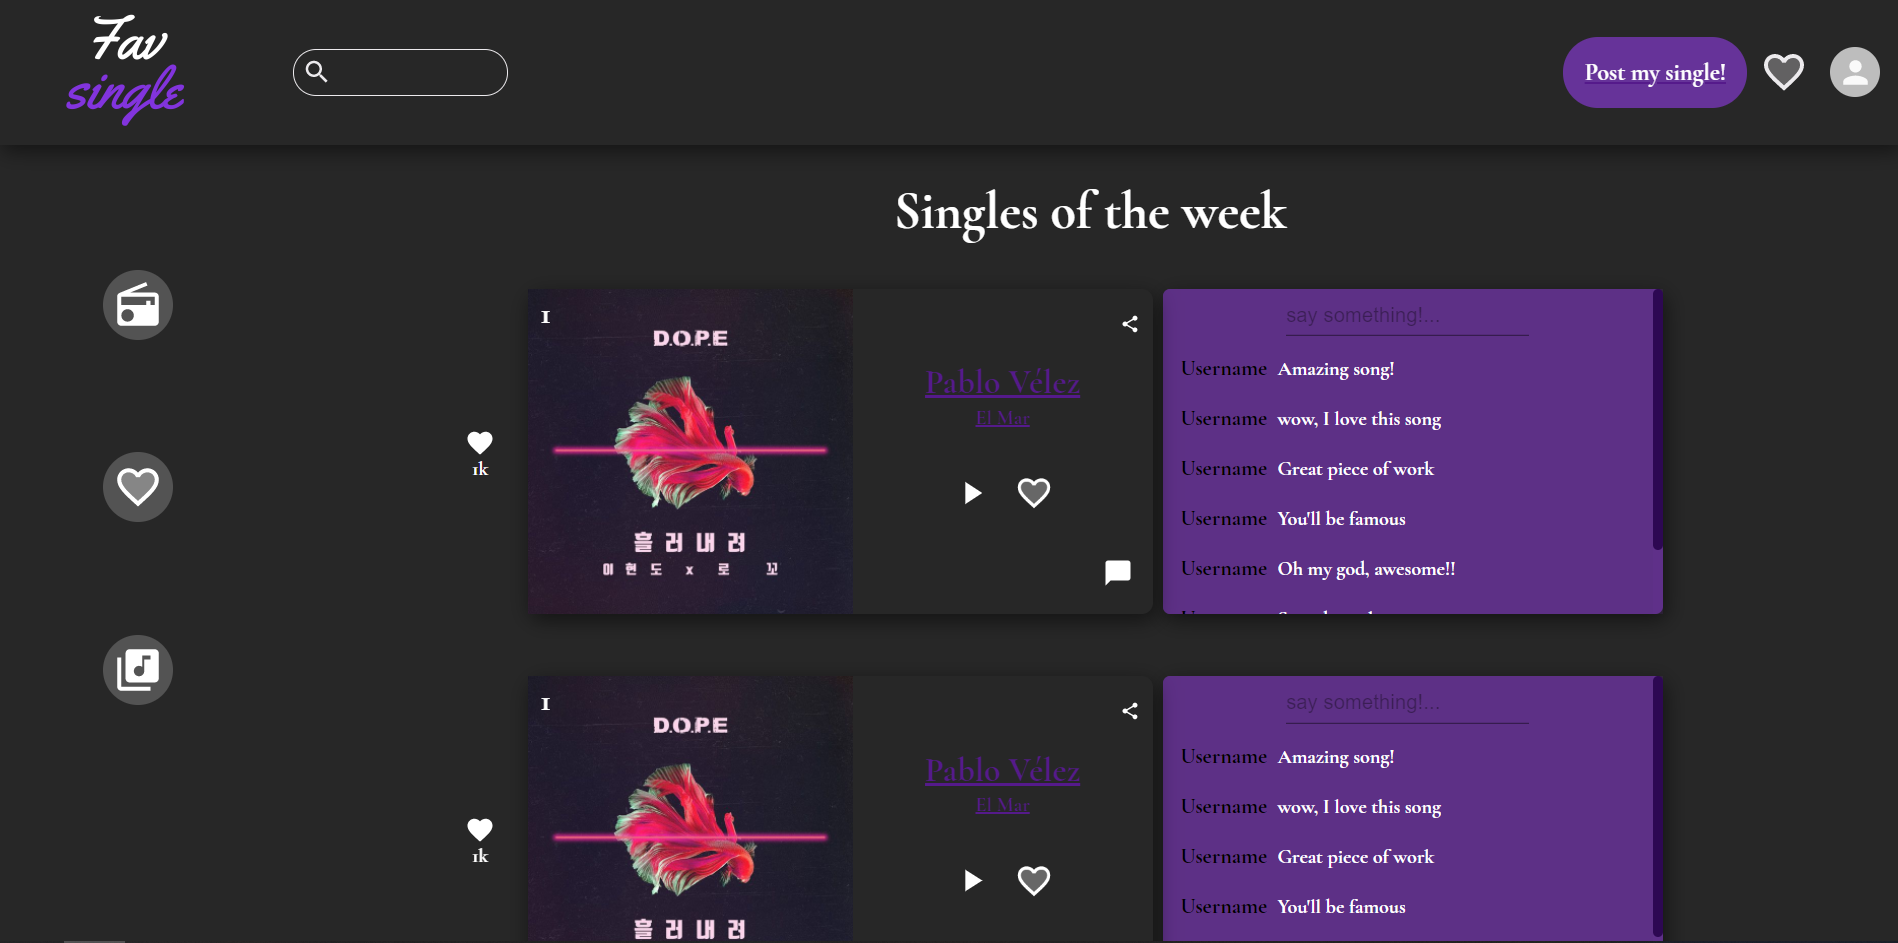 Fav
single
Post my single!
Singles of the week
1
D.O.P.E
흘러내려
이현도 x 로꼬
1k
Pablo Vélez
El Mar
say something!...
Username Amazing song!
Username wow, I love this song
Username Great piece of work
Username You'll be famous
Username Oh my god, awesome!!
1
D.O.P.E
흘러내려
1k
Pablo Vélez
El Mar
say something!...
Username Amazing song!
Username wow, I love this song
Username Great piece of work
Username You'll be famous